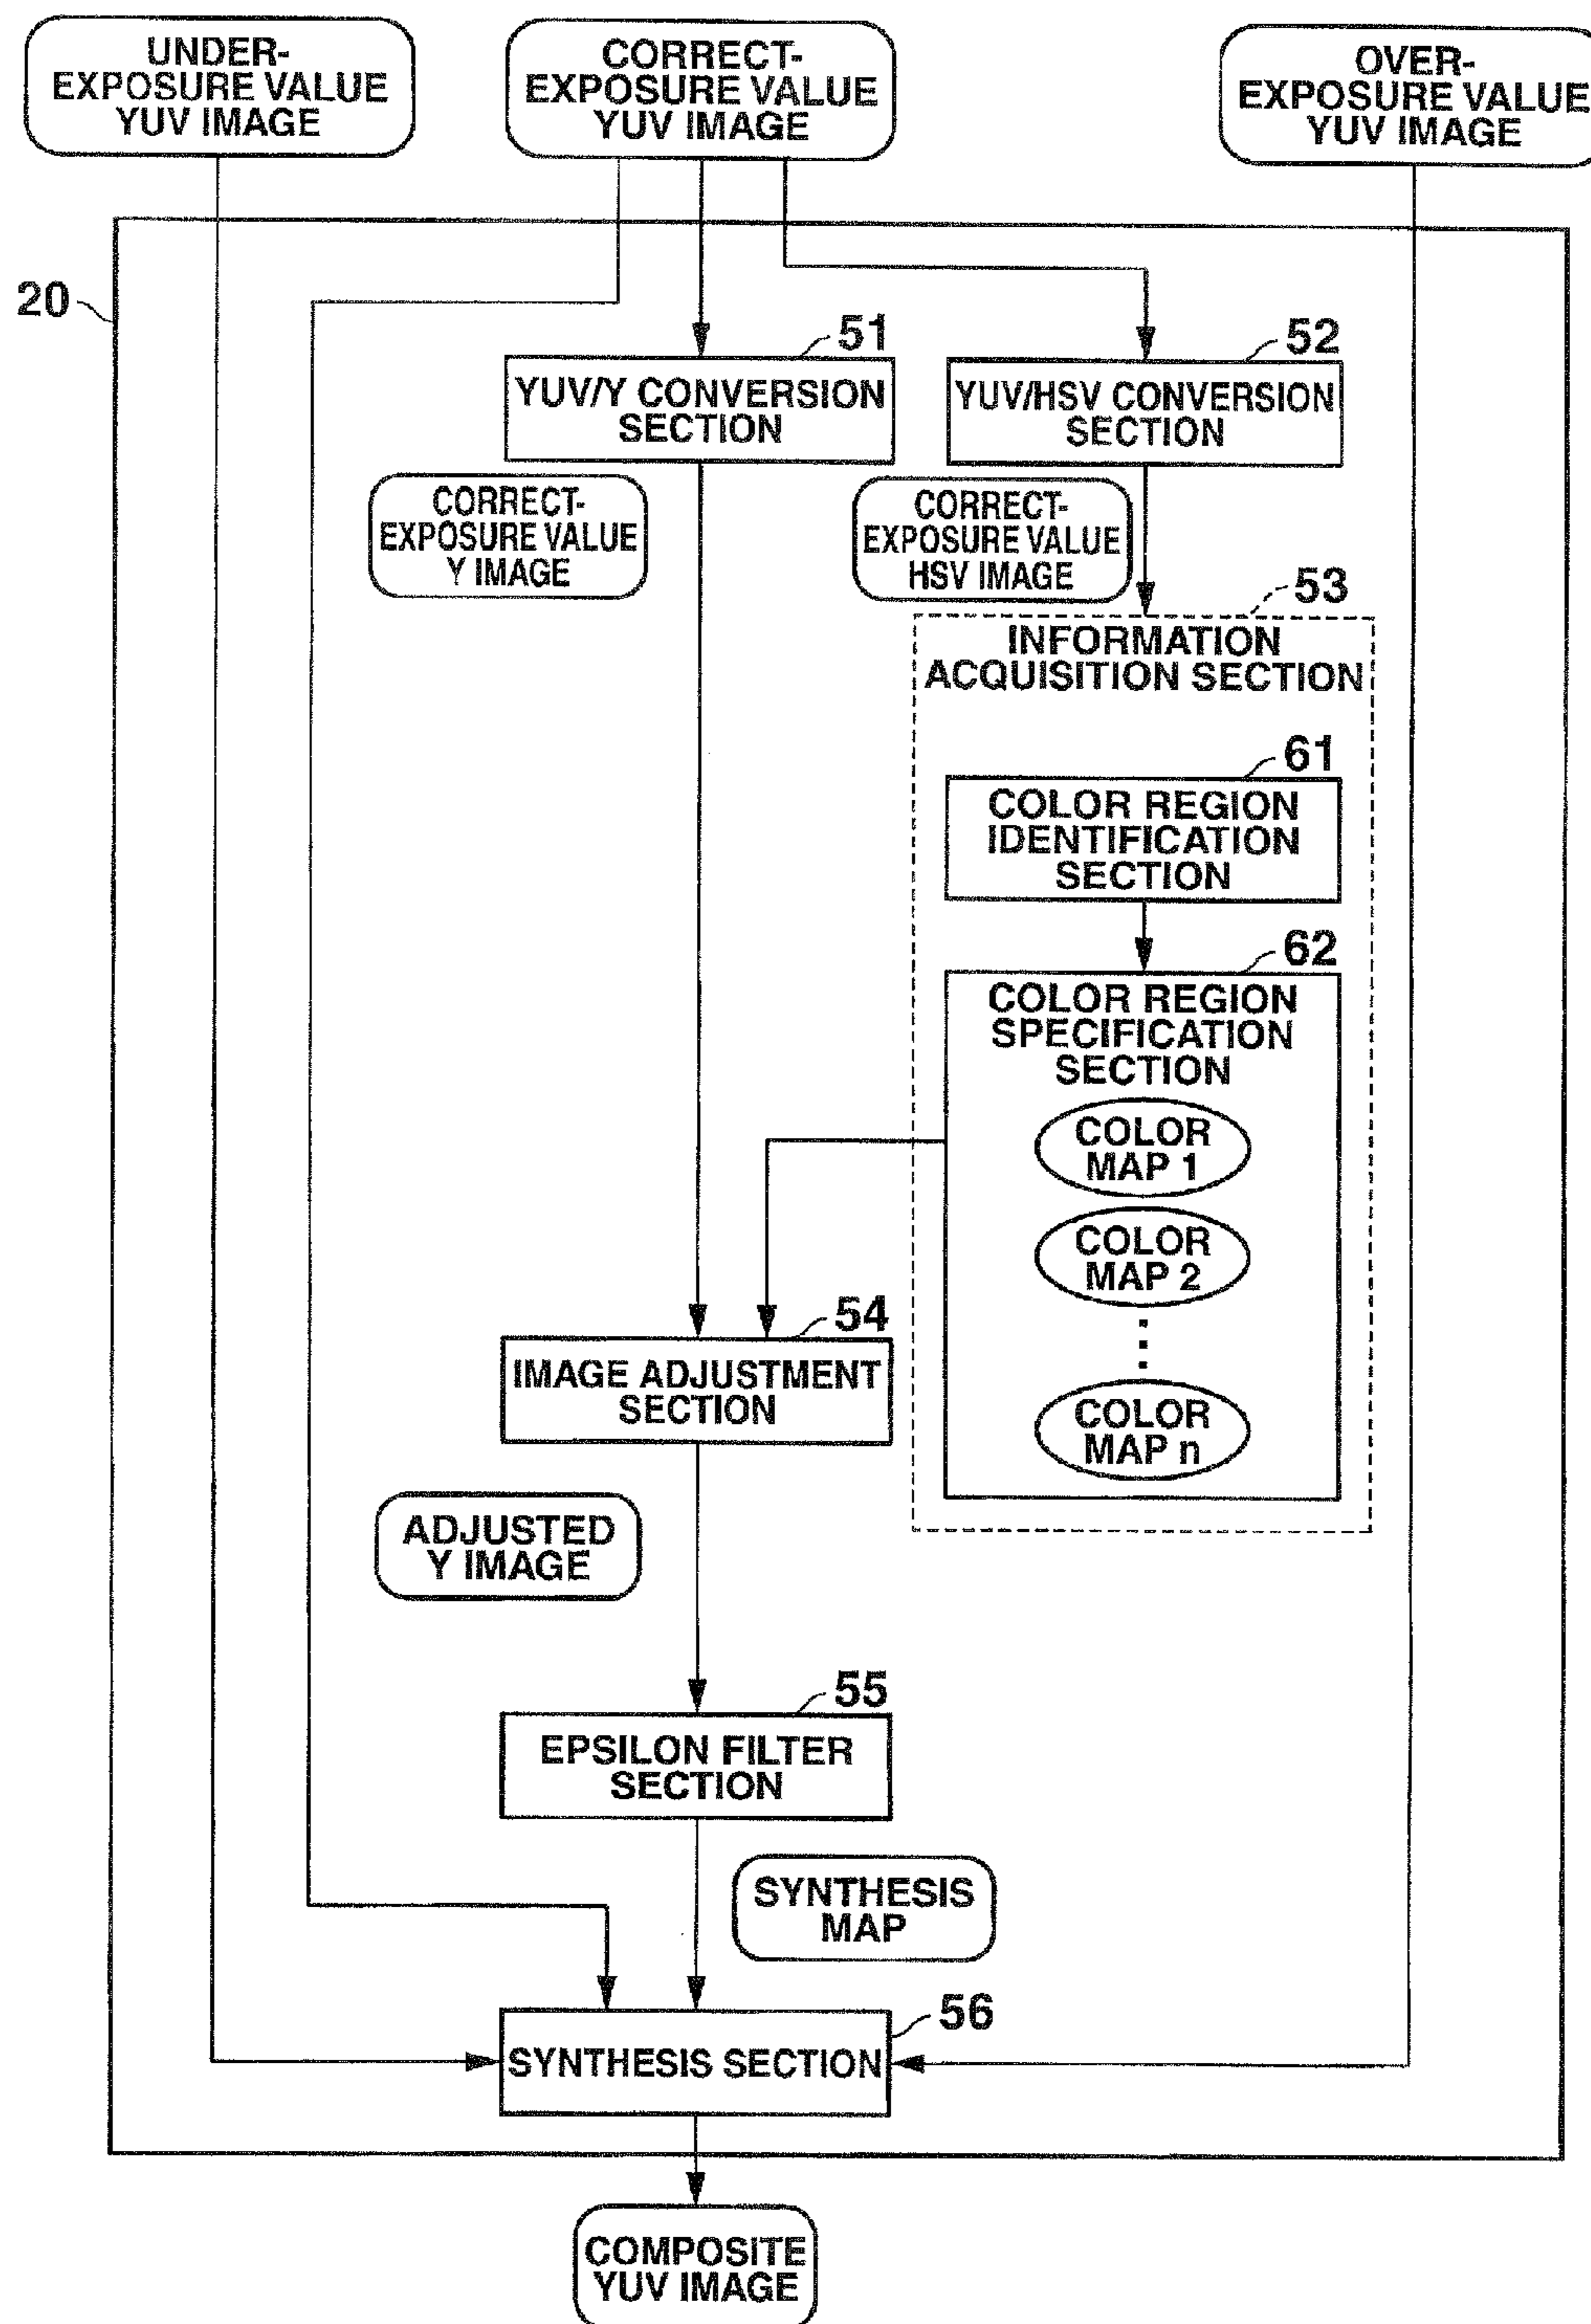 UNDER-
EXPOSURE VALUE
YUV IMAGE
CORRECT-
EXPOSURE VALUE
YUV IMAGE
OVER-
EXPOSURE VALUE
YUV IMAGE
20
51
YUV/Y CONVERSION
SECTION
52
YUV/HSV CONVERSION
SECTION
CORRECT-
EXPOSURE VALUE
Y IMAGE
CORRECT-
EXPOSURE VALUE
HSV IMAGE
53
INFORMATION
ACQUISITION SECTION
61
COLOR REGION
IDENTIFICATION
SECTION
62
COLOR REGION
SPECIFICATION
SECTION
COLOR
MAP 1
COLOR
MAP 2
COLOR
MAP n
54
IMAGE ADJUSTMENT
SECTION
ADJUSTED
Y IMAGE
55
EPSILON FILTER
SECTION
SYNTHESIS
MAP
56
SYNTHESIS SECTION
COMPOSITE
YUV IMAGE